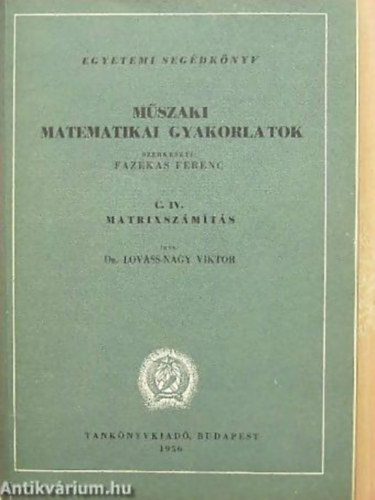 EGYETEMI SEGÉDKÖNYV
MŰSZAKI
MATEMATIKAI GYAKORLATOK
SZERKESZTI:
FAZEKAS FERENC
C. IV.
MATRIXSZÁMÍTÁS
ÍRTA:
Dr. LOVASS-NAGY VIKTOR
TANKÖNYVKIADÓ, BUDAPEST
1956
Antikvárium.hu